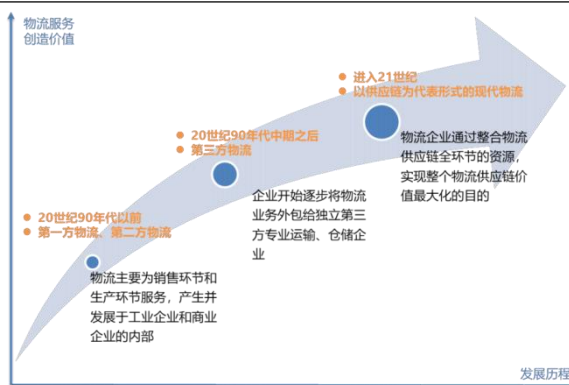 物流服务
创造价值
进入21世纪
以供应链为代表形式的现代物流
物流企业通过整合物流
供应链全环节的资源，
实现整个物流供应链价
值最大化的目的
20世纪90年代中期之后
第三方物流
企业开始逐步将物流
业务外包给独立第三
方专业运输、仓储企
业
20世纪90年代以前
第一方物流、第二方物流
物流主要为销售环节和
生产环节服务，产生并
发展于工业企业和商业
企业的内部
发展历程